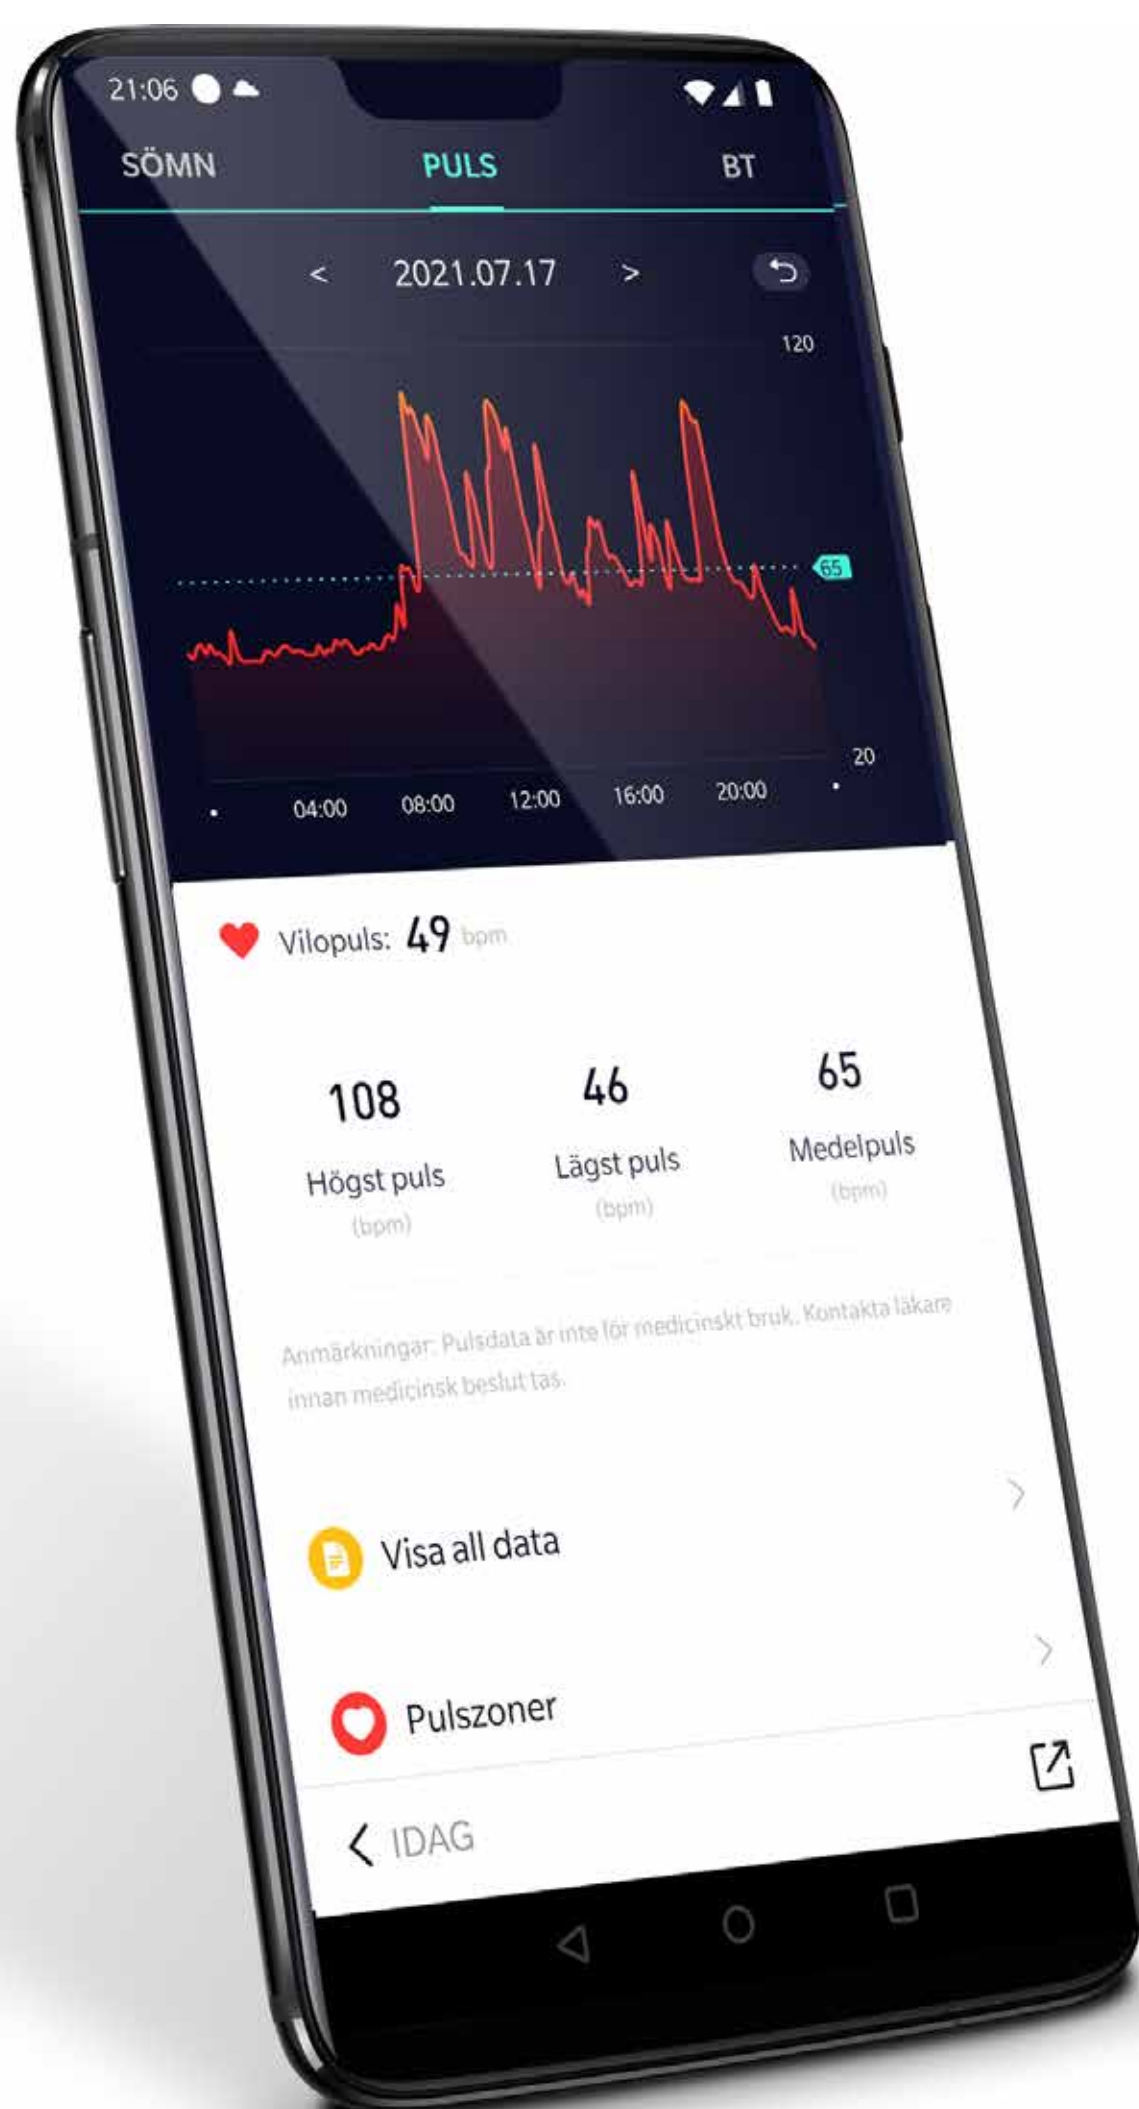 21:06
SÖMN PULS BT
< 2021.07.17 >
120
65
20
04:00 08:00 12:00 16:00 20:00
Vilopuls: 49 bpm
108 46 65
Högst puls Lägst puls Medelpuls
(bpm) (bpm) (bpm)
Anmärkningar: Pulsdata är inte för medicinskt bruk. Kontakta läkare
innan medicinsk beslut tas.
Visa all data
Pulszoner
IDAG